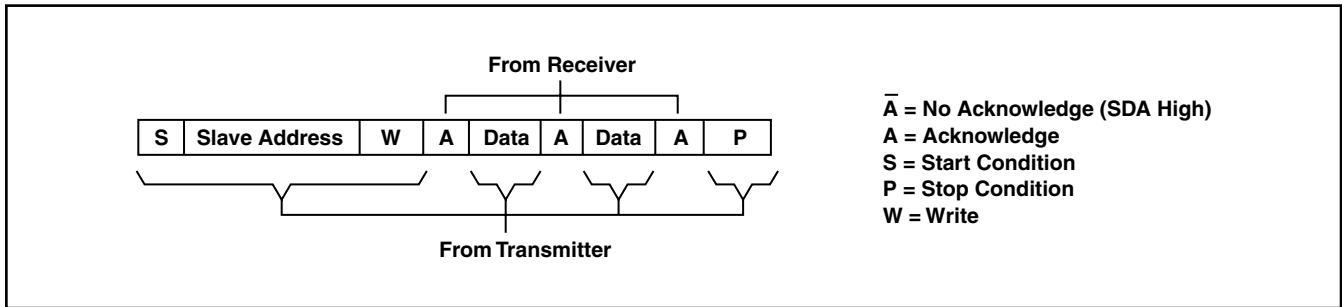 From Receiver
S Slave Address W A Data A Data A P
From Transmitter
A̅ = No Acknowledge (SDA High)
A = Acknowledge
S = Start Condition
P = Stop Condition
W = Write